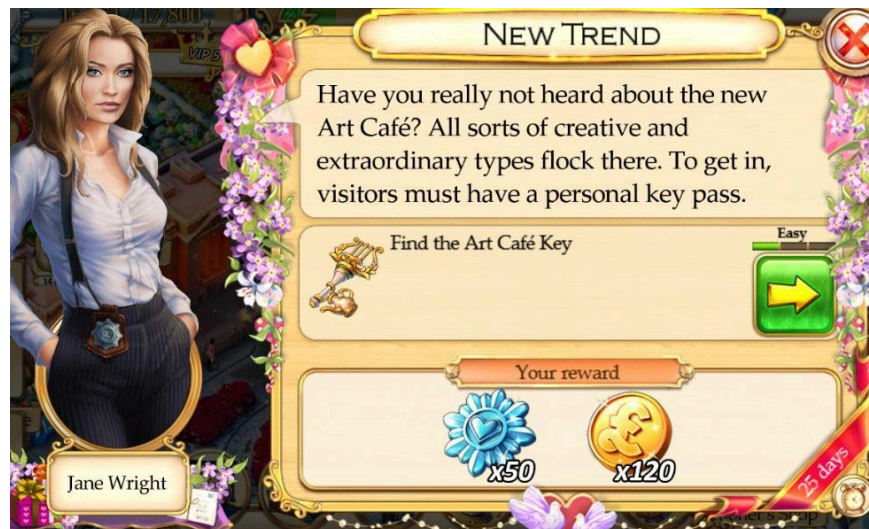 VIP 5
NEW TREND
Have you really not heard about the new
Art Café? All sorts of creative and
extraordinary types flock there. To get in,
visitors must have a personal key pass.
Find the Art Café Key
Easy
Your reward
x50
x120
Jane Wright
25 days